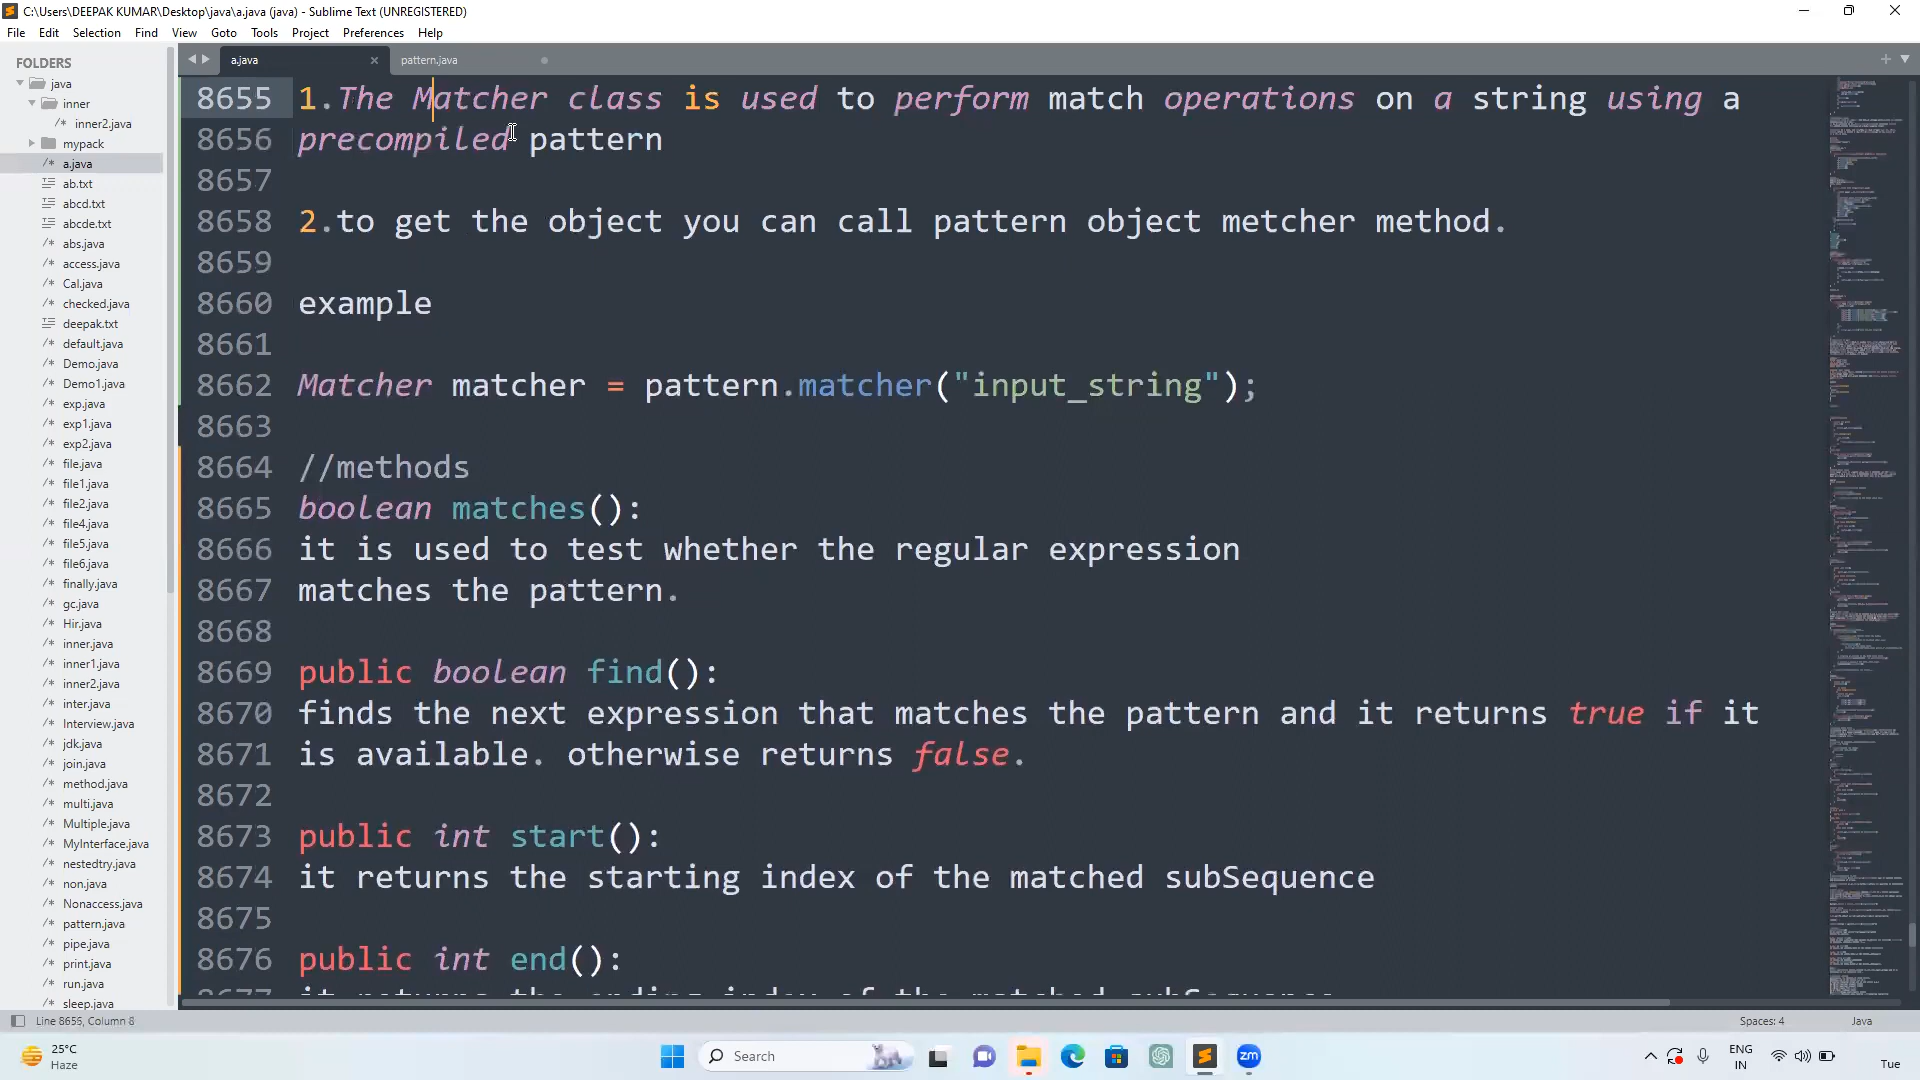 C:\Users\DEEPAK KUMAR\Desktop\java\a.java (java) - Sublime Text (UNREGISTERED)
File Edit Selection Find View Goto Tools Project Preferences Help
FOLDERS
java
inner
inner2.java
mypack
a.java
ab.txt
abcd.txt
abcde.txt
abs.java
access.java
Cal.java
checked.java
deepak.txt
default.java
Demo.java
Demo1.java
exp.java
exp1.java
exp2.java
file.java
file1.java
file2.java
file4.java
file5.java
file6.java
finally.java
gc.java
Hir.java
inner.java
inner1.java
inner2.java
inter.java
Interview.java
jdk.java
join.java
method.java
multi.java
Multiple.java
MyInterface.java
nestedtry.java
non.java
Nonaccess.java
pattern.java
pipe.java
print.java
run.java
sleep.java
a.java pattern.java
8655 1.The Matcher class is used to perform match operations on a string using a
8656 precompiled pattern
8657
8658 2.to get the object you can call pattern object metcher method.
8659
8660 example
8661
8662 Matcher matcher = pattern.matcher("input_string");
8663
8664 //methods
8665 boolean matches():
8666 it is used to test whether the regular expression
8667 matches the pattern.
8668
8669 public boolean find():
8670 finds the next expression that matches the pattern and it returns true if it
8671 is available. otherwise returns false.
8672
8673 public int start():
8674 it returns the starting index of the matched subSequence
8675
8676 public int end():
8677 it returns the ending index of the matched subSequence
Line 8655, Column 8 Spaces: 4 Java
25°C
Haze
Search
zm
ENG
IN
Tue